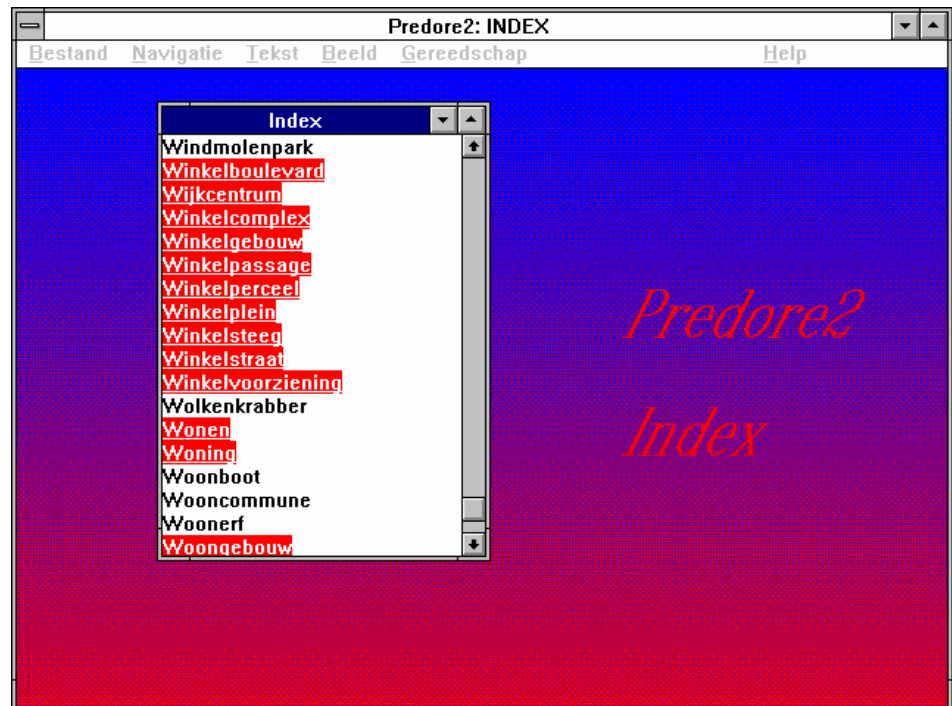 Predore2: INDEX
Bestand Navigatie Tekst Beeld Gereedschap Help
Index
Windmolenpark
Winkelboulevard
Wijkcentrum
Winkelcomplex
Winkelgebouw
Winkelpassage
Winkelperceel
Winkelplein
Winkelsteeg
Winkelstraat
Winkelvoorziening
Wolkenkrabber
Wonen
Woning
Woonboot
Wooncommune
Woonerf
Woongebouw
Predore2
Index